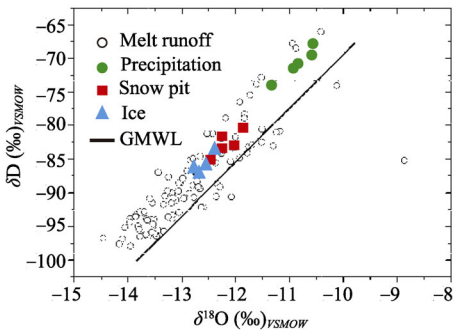 -65
-70
-75
-80
-85
-90
-95
-100
δD (‰)VSMOW
Melt runoff
Precipitation
Snow pit
Ice
GMWL
-15 -14 -13 -12 -11 -10 -9 -8
δ¹⁸O (‰)VSMOW